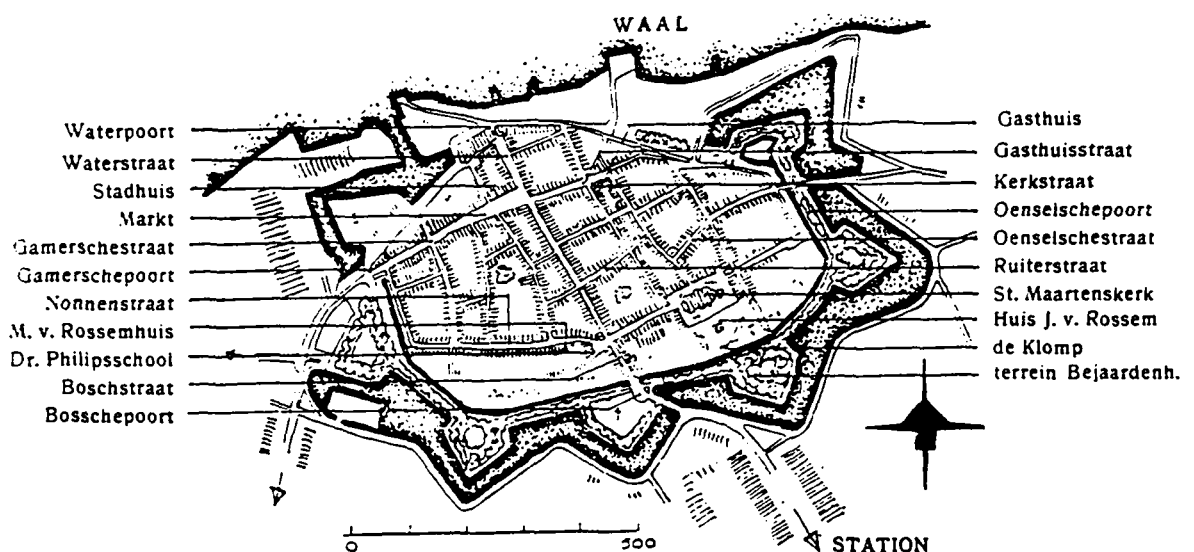 WAAL
Waterpoort
Waterstraat
Stadhuis
Markt
Gamerschestraat
Gamerschepoort
Nonnenstraat
M. v. Rossemhuis
Dr. Philipsschool
Boschstraat
Bosschepoort
Gasthuis
Gasthuisstraat
Kerkstraat
Oenselschepoort
Oenselschestraat
Ruiterstraat
St. Maartenskerk
Huis J. v. Rossem
de Klomp
terrein Bejaardenh.
0 500
STATION